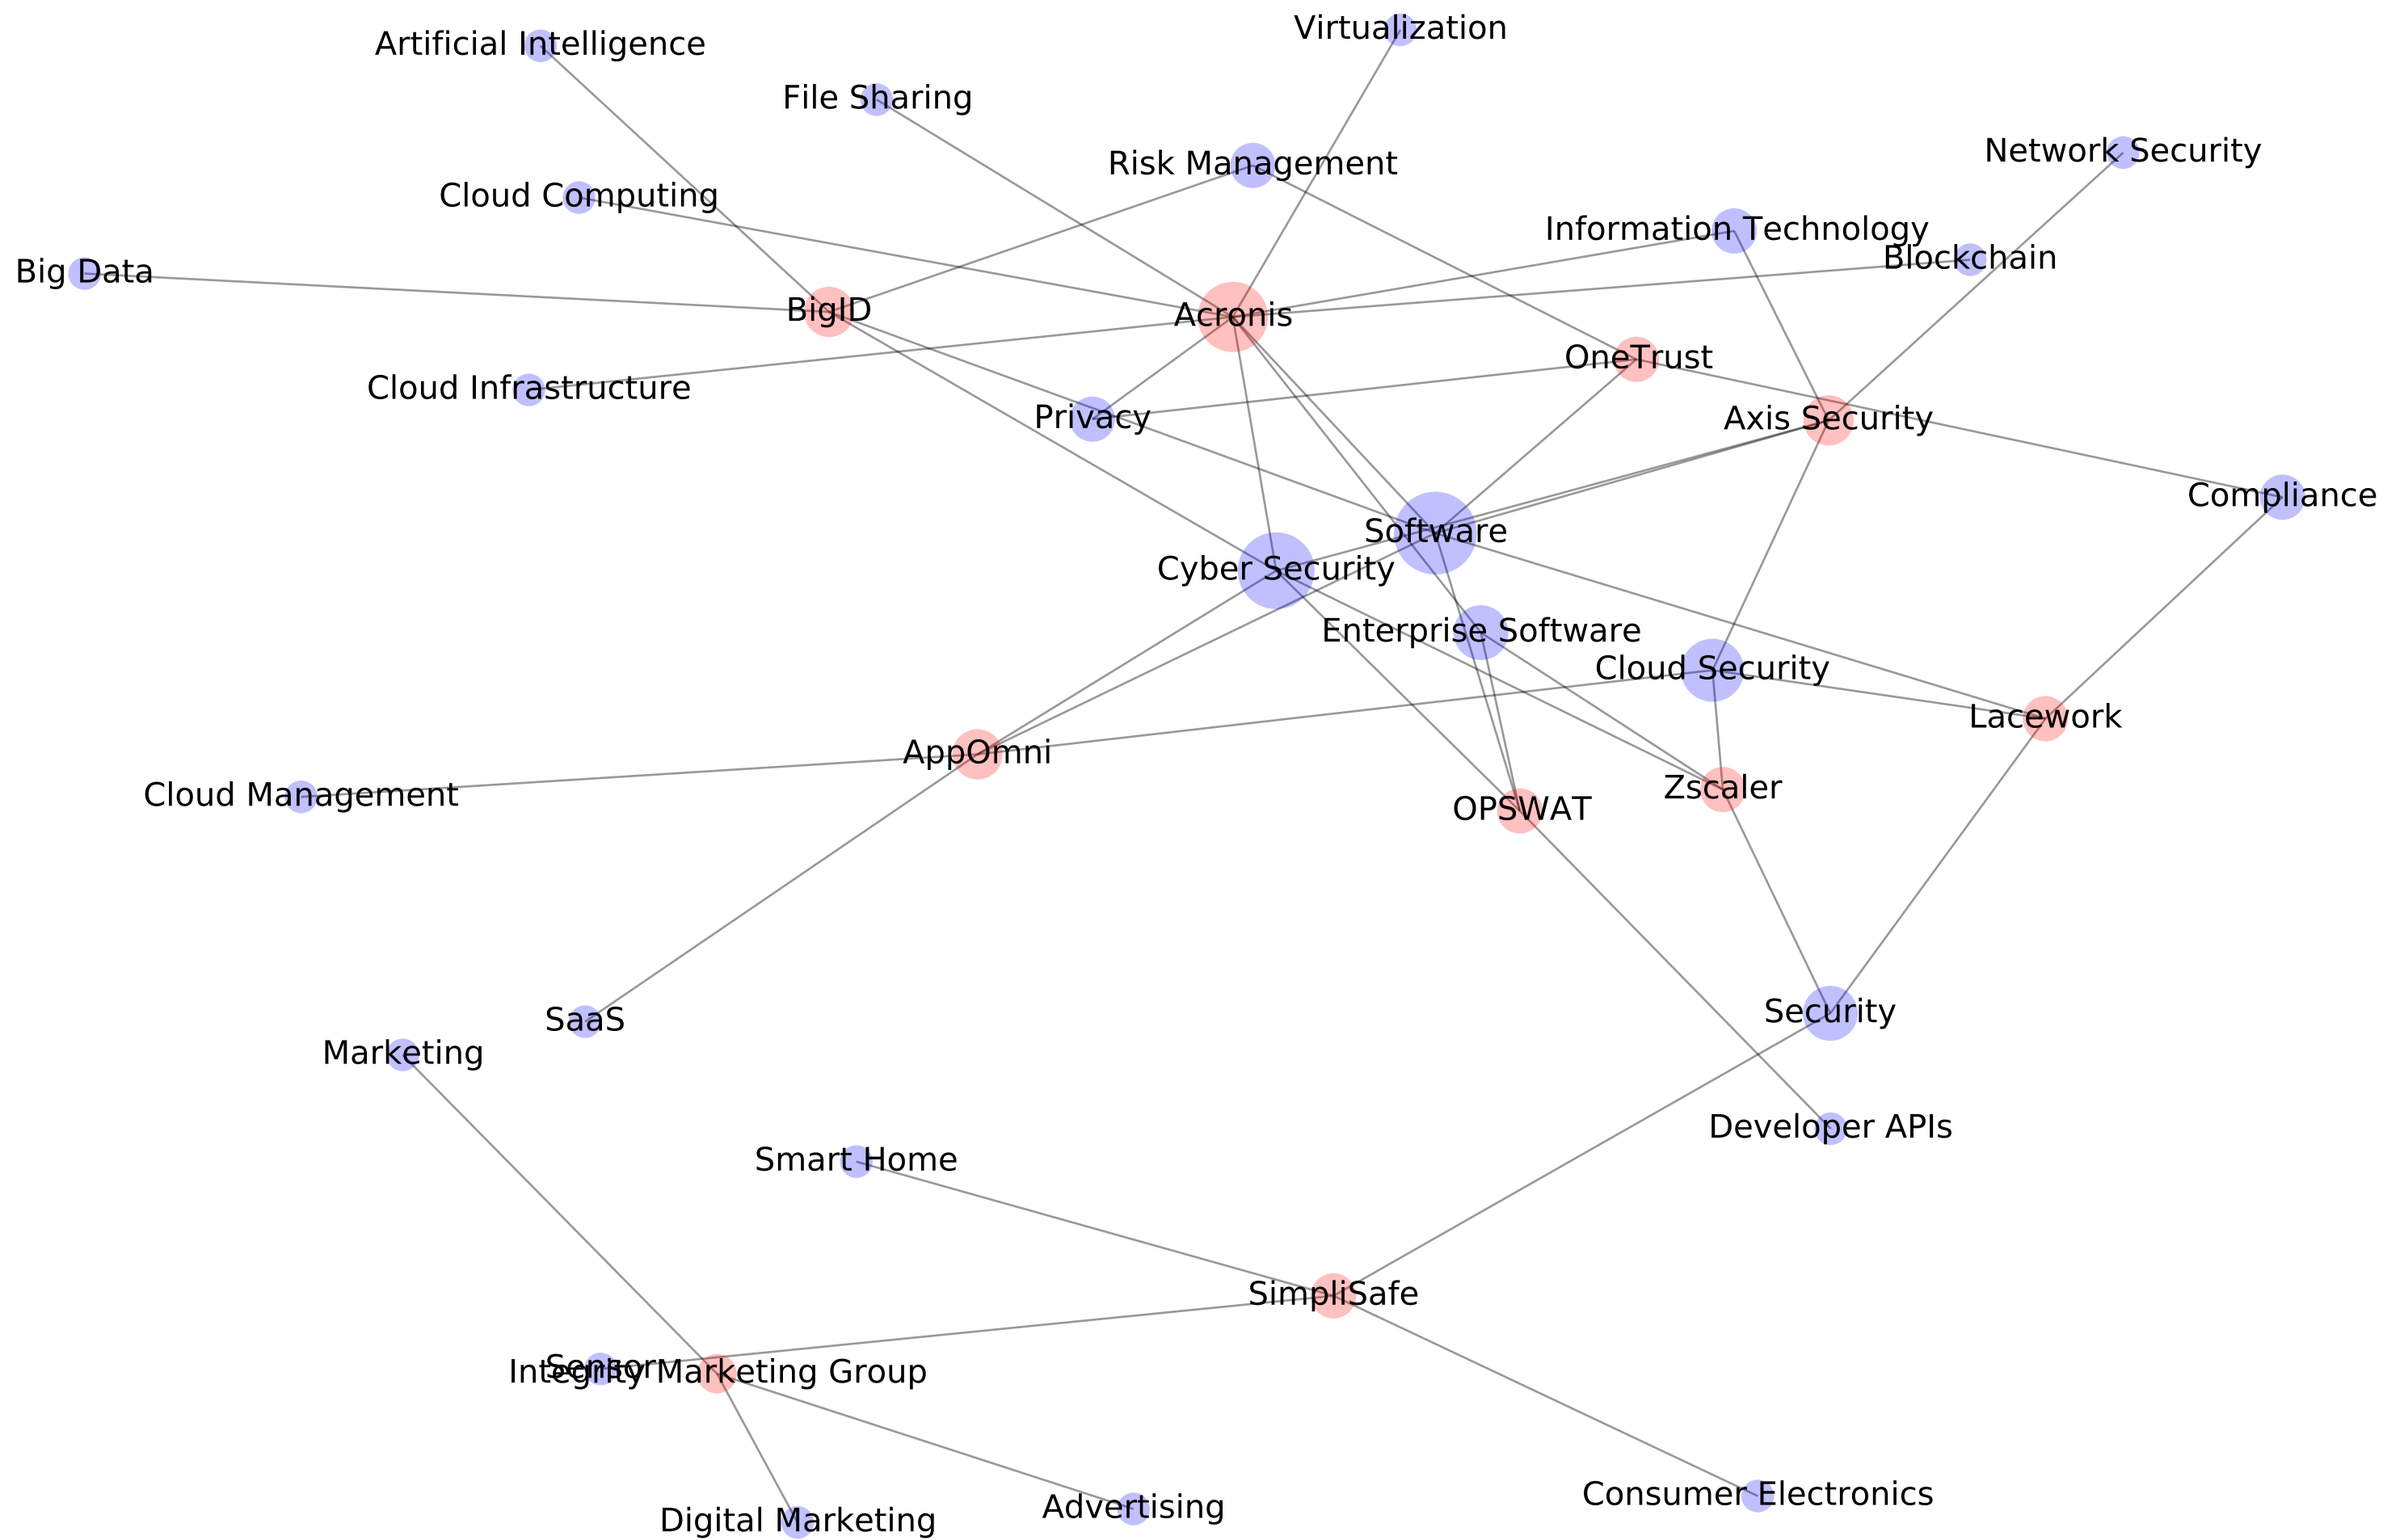 Virtualization
Artificial Intelligence
File Sharing
Risk Management
Network Security
Cloud Computing
Information Technology
Blockchain
Big Data
BigID
Acronis
OneTrust
Cloud Infrastructure
Privacy
Axis Security
Compliance
Software
Cyber Security
Enterprise Software
Cloud Security
Lacework
AppOmni
Zscaler
Cloud Management
OPSWAT
Security
SaaS
Marketing
Developer APIs
Smart Home
SimpliSafe
Sensor
Integrity Marketing Group
Consumer Electronics
Advertising
Digital Marketing